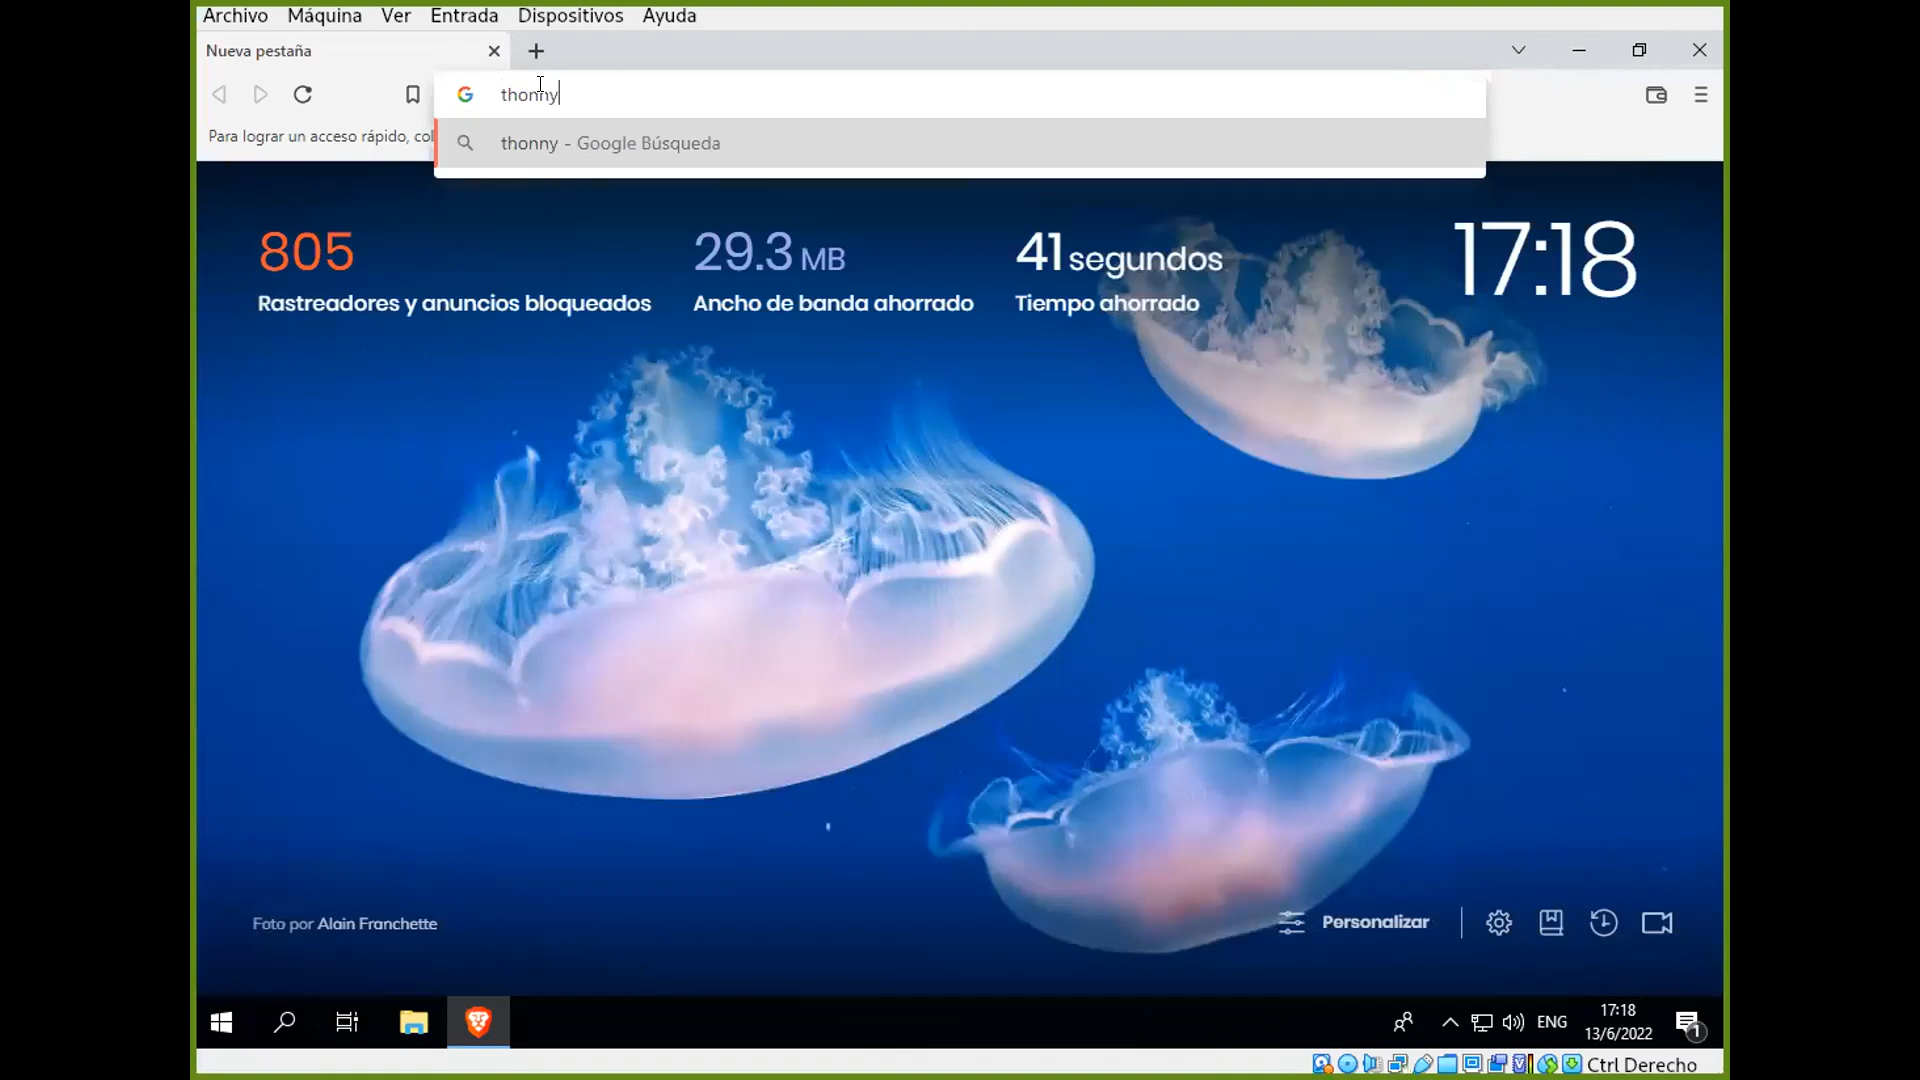 Archivo Máquina Ver Entrada Dispositivos Ayuda
Nueva pestaña
thonny
Para lograr un acceso rápido, col
thonny - Google Búsqueda
805
Rastreadores y anuncios bloqueados
29.3 MB
Ancho de banda ahorrado
41 segundos
Tiempo ahorrado
17:18
Foto por Alain Franchette
Personalizar
ENG
17:18
13/6/2022
1
Ctrl Derecho